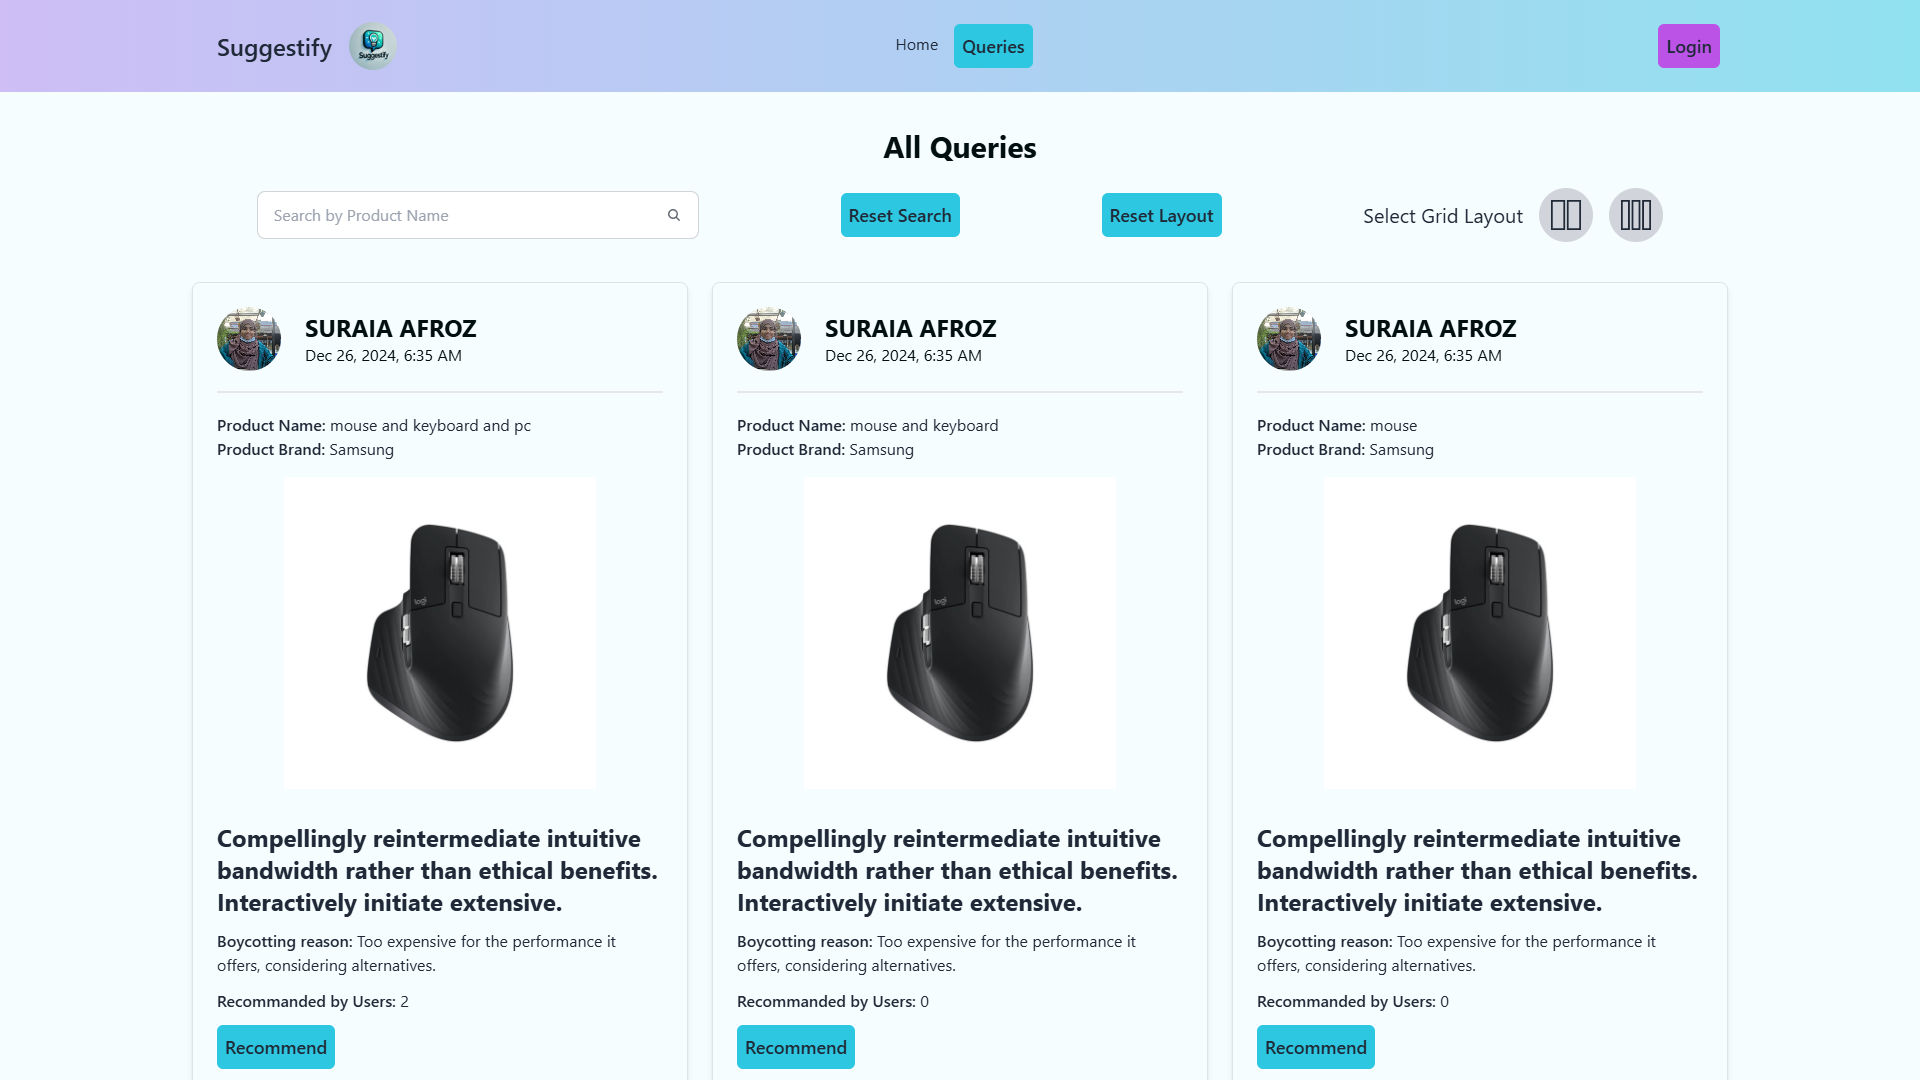 Suggestify
Suggestify
Home
Queries
Login
All Queries
Search by Product Name
Reset Search
Reset Layout
Select Grid Layout
SURAIA AFROZ
Dec 26, 2024, 6:35 AM
Product Name: mouse and keyboard and pc
Product Brand: Samsung
logi
Compellingly reintermediate intuitive
bandwidth rather than ethical benefits.
Interactively initiate extensive.
Boycotting reason: Too expensive for the performance it
offers, considering alternatives.
Recommanded by Users: 2
Recommend
SURAIA AFROZ
Dec 26, 2024, 6:35 AM
Product Name: mouse and keyboard
Product Brand: Samsung
logi
Compellingly reintermediate intuitive
bandwidth rather than ethical benefits.
Interactively initiate extensive.
Boycotting reason: Too expensive for the performance it
offers, considering alternatives.
Recommanded by Users: 0
Recommend
SURAIA AFROZ
Dec 26, 2024, 6:35 AM
Product Name: mouse
Product Brand: Samsung
logi
Compellingly reintermediate intuitive
bandwidth rather than ethical benefits.
Interactively initiate extensive.
Boycotting reason: Too expensive for the performance it
offers, considering alternatives.
Recommanded by Users: 0
Recommend